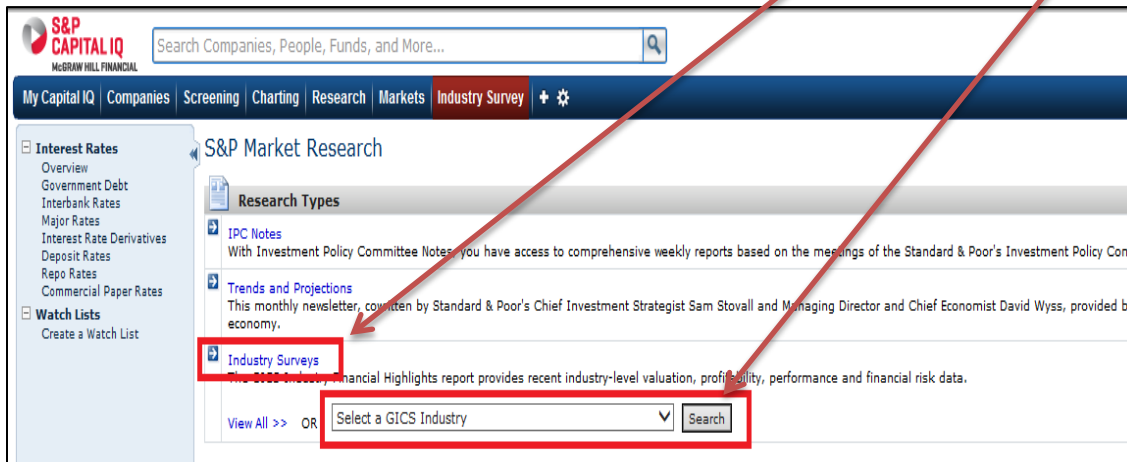 S&P
CAPITAL IQ
McGRAW HILL FINANCIAL
Search Companies, People, Funds, and More...
My Capital IQ Companies Screening Charting Research Markets Industry Survey
Interest Rates
Overview
Government Debt
Interbank Rates
Major Rates
Interest Rate Derivatives
Deposit Rates
Repo Rates
Commercial Paper Rates
Watch Lists
Create a Watch List
S&P Market Research
Research Types
IPC Notes
With Investment Policy Committee Notes, you have access to comprehensive weekly reports based on the meetings of the Standard & Poor's Investment Policy Con
Trends and Projections
This monthly newsletter, cowritten by Standard & Poor's Chief Investment Strategist Sam Stovall and Managing Director and Chief Economist David Wyss, provided b
economy.
Industry Surveys
The GICS Industry Financial Highlights report provides recent industry-level valuation, profitability, performance and financial risk data.
View All >> OR Select a GICS Industry Search